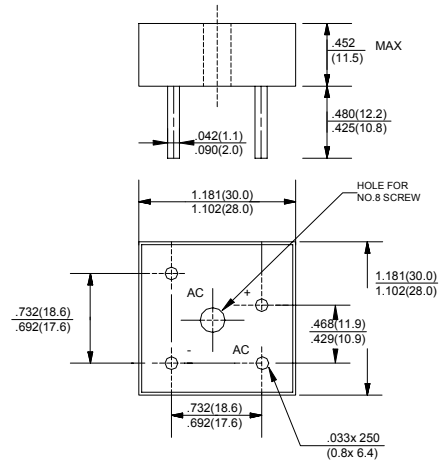 .452 MAX
(11.5)
.480(12.2)
.425(10.8)
.042(1.1)
.090(2.0)
HOLE FOR
NO.8 SCREW
1.181(30.0)
1.102(28.0)
AC
+
1.181(30.0)
1.102(28.0)
.732(18.6)
.692(17.6)
.468(11.9)
.429(10.9)
- AC
.732(18.6)
.692(17.6)
.033x 250
(0.8x 6.4)